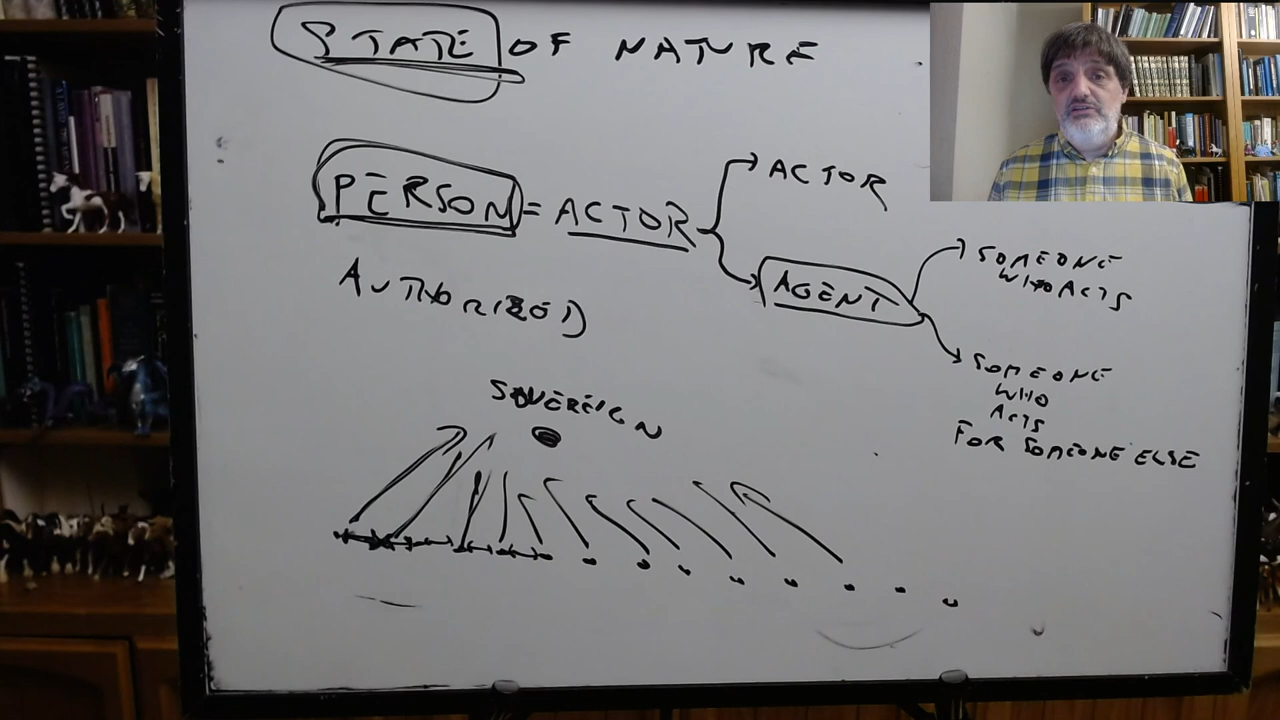 STATE OF NATURE
PERSON = ACTOR
ACTOR
AGENT
SOMEONE
WHO ACTS
SOMEONE
WHO
ACTS
FOR SOMEONE ELSE
AUTHORIZED
SOVEREIGN